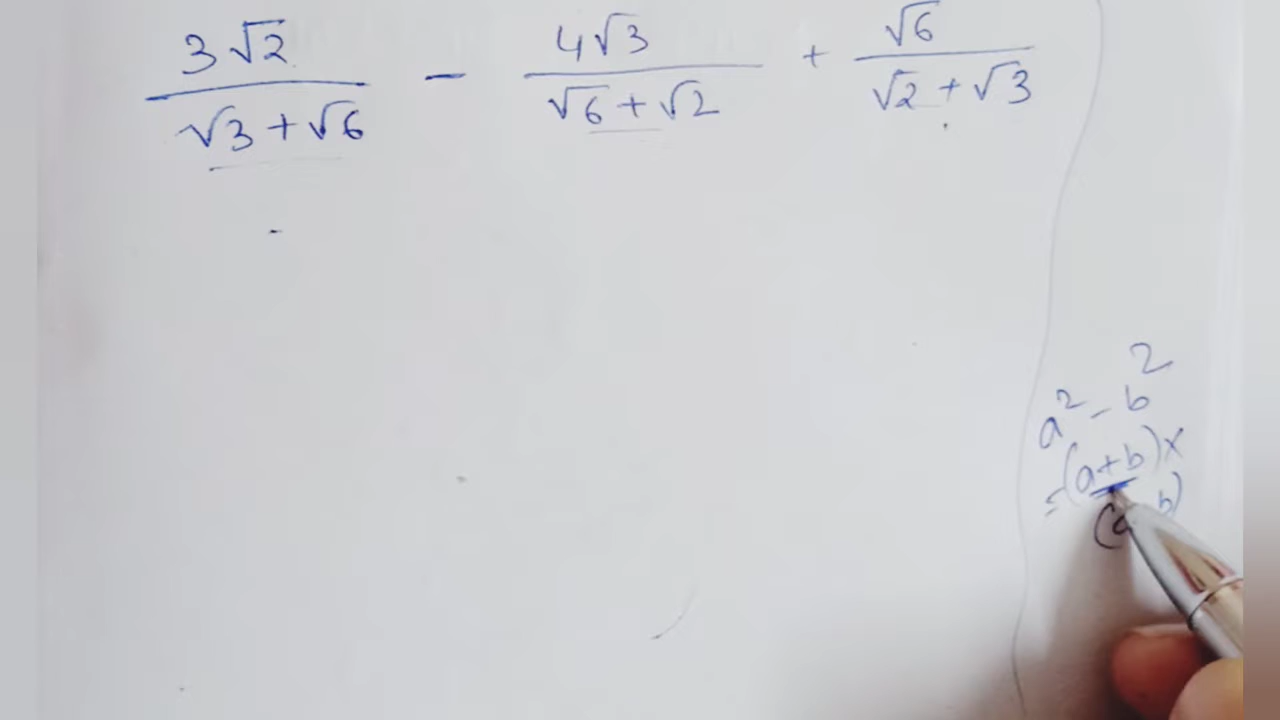 3√2/(√3+√6) - 4√3/(√6+√2) + √6/(√2+√3)
a² - b²
=(a+b)×
(a b)